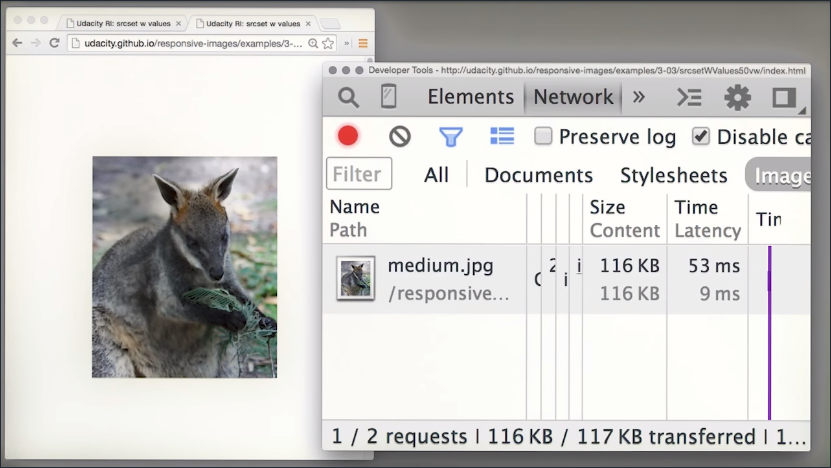 Udacity RI: srcset w values
Udacity RI: srcset w values
udacity.github.io/responsive-images/examples/3-...
Developer Tools - http://udacity.github.io/responsive-images/examples/3-03/srcsetWValues50vw/index.html
Elements Network »
Preserve log Disable ca
Filter All Documents Stylesheets Image
Name Size Time Tin
Path Content Latency
medium.jpg 2 i 116 KB 53 ms
/responsive... i 116 KB 9 ms
1 / 2 requests | 116 KB / 117 KB transferred | 1...